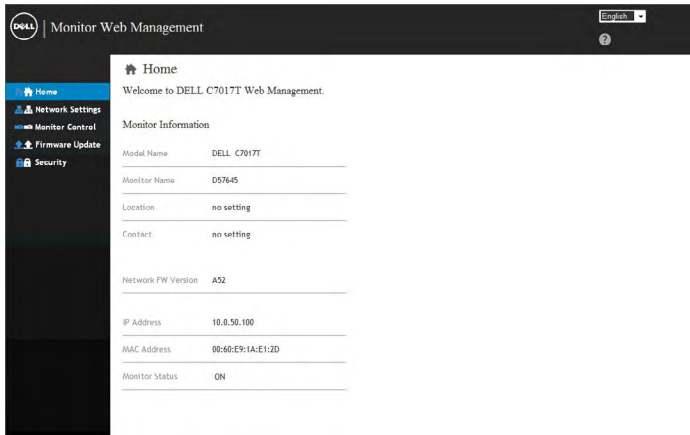 DELL | Monitor Web Management
English
?
Home
Network Settings
Monitor Control
Firmware Update
Security
Home
Welcome to DELL C7017T Web Management.
Monitor Information
Model Name DELL C7017T
Monitor Name D57645
Location no setting
Contact no setting
Network FW Version A52
IP Address 10.0.50.100
MAC Address 00:60:E9:1A:E1:2D
Monitor Status ON